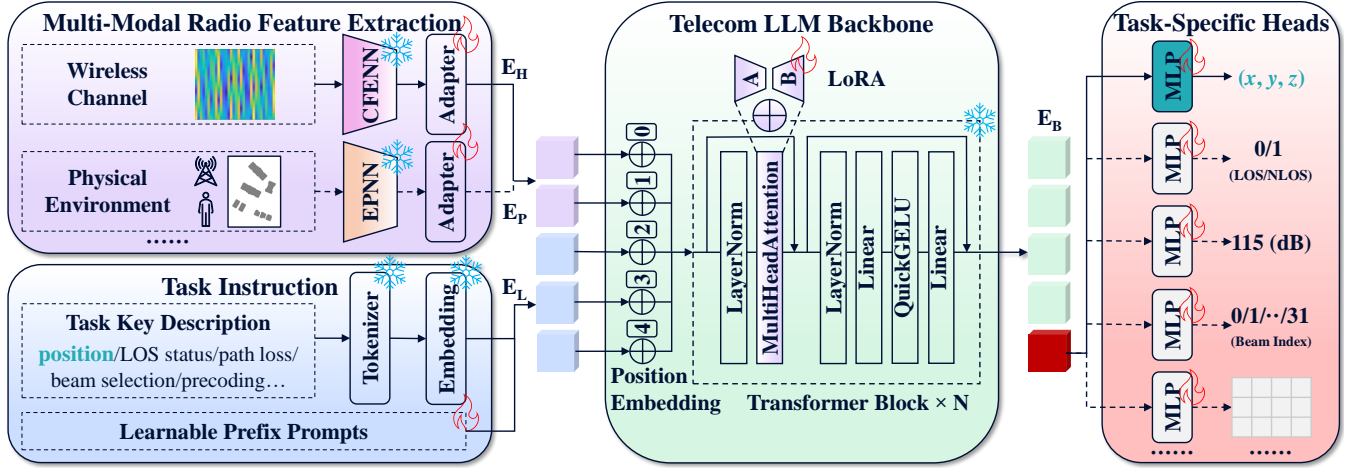 Multi-Modal Radio Feature Extraction
Wireless
Channel
CFENN
Adapter
E_H
Physical
Environment
EPNN
Adapter
E_P
......
Task Instruction
Task Key Description
position/LOS status/path loss/
beam selection/precoding…
Tokenizer
Embedding
E_L
Learnable Prefix Prompts
Telecom LLM Backbone
A
B
LoRA
0
1
2
3
4
Position
Embedding
LayerNorm
MultiHeadAttention
LayerNorm
Linear
QuickGELU
Linear
Transformer Block × N
E_B
Task-Specific Heads
MLP
(x, y, z)
MLP
0/1
(LOS/NLOS)
MLP
115 (dB)
MLP
0/1/··/31
(Beam Index)
MLP
......
......